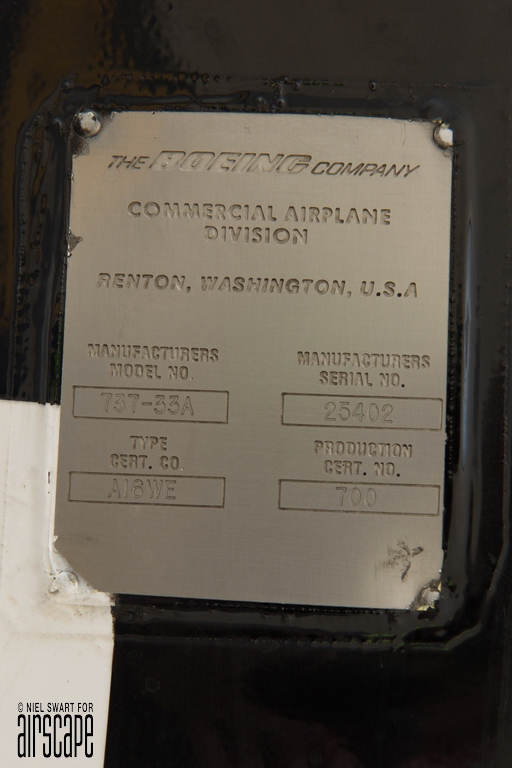 THE BOEING COMPANY
COMMERCIAL AIRPLANE
DIVISION
RENTON, WASHINGTON, U.S.A
MANUFACTURERS
MODEL NO.
737-33A
MANUFACTURERS
SERIAL NO.
25402
TYPE
CERT. CO.
A16WE
PRODUCTION
CERT. NO.
700
© NIEL SWART FOR
airscape